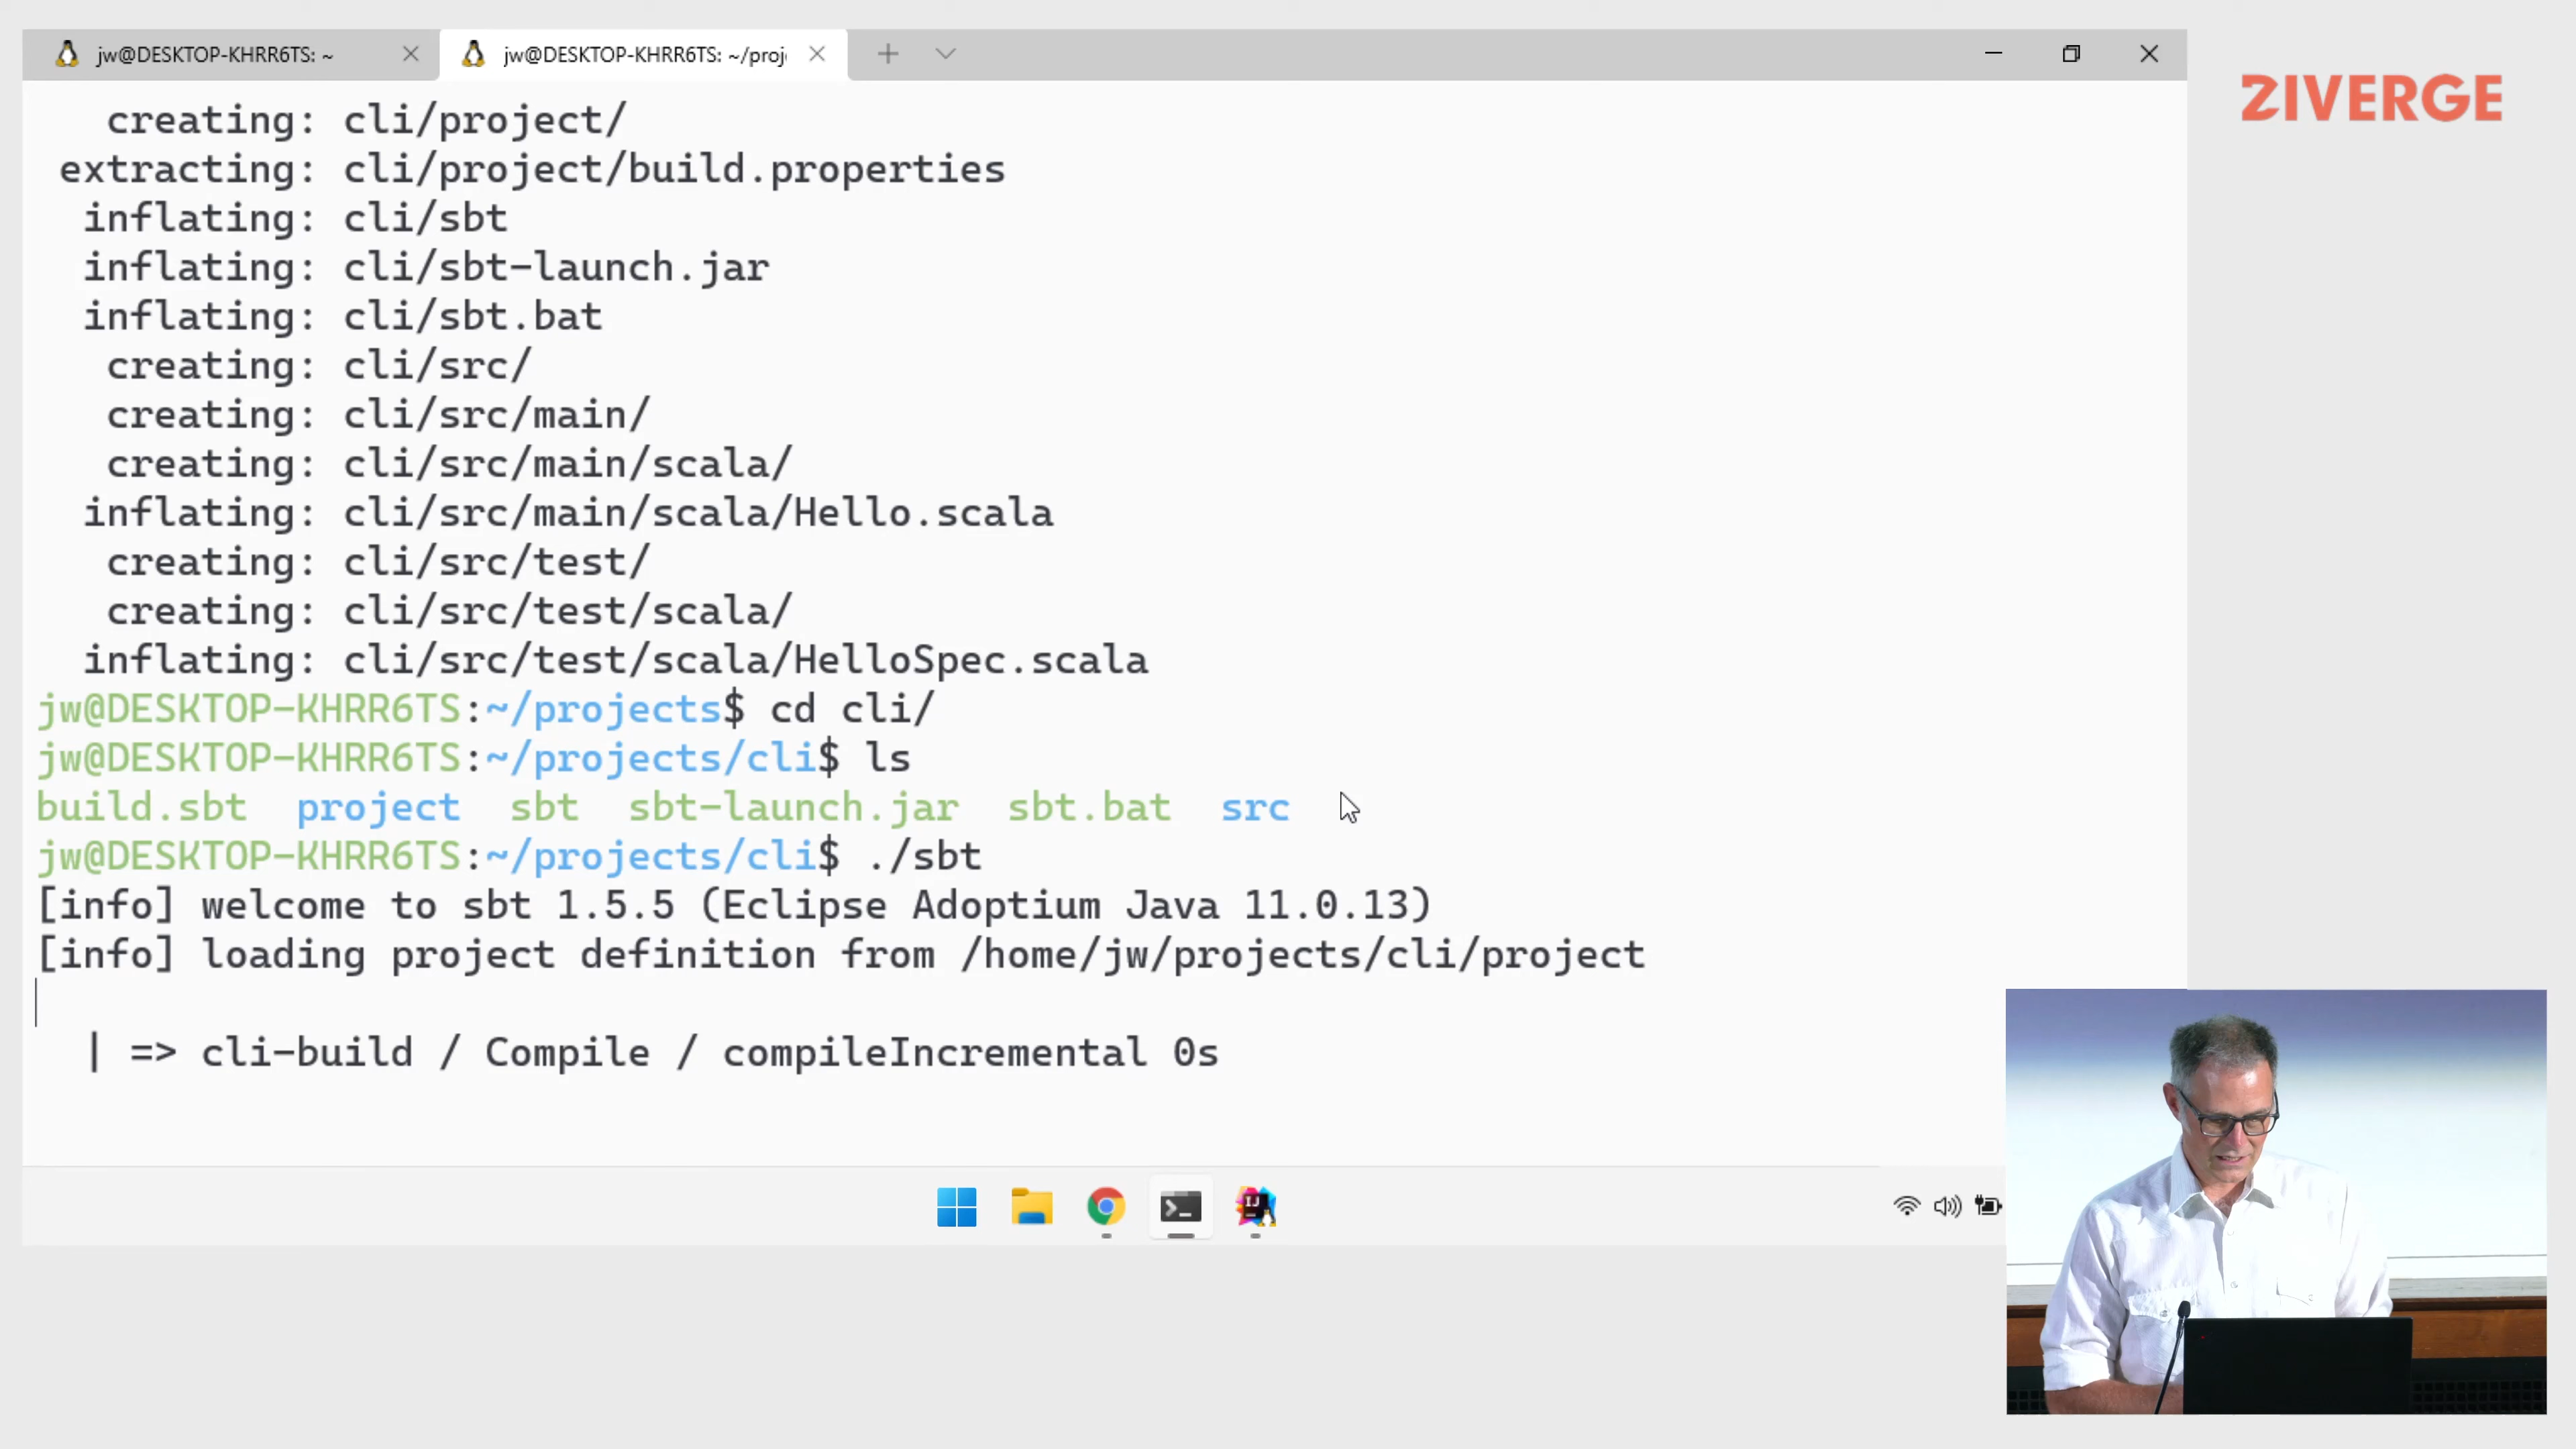 jw@DESKTOP-KHRR6TS: ~
jw@DESKTOP-KHRR6TS: ~/proj
ZIVERGE
creating: cli/project/
extracting: cli/project/build.properties
inflating: cli/sbt
inflating: cli/sbt-launch.jar
inflating: cli/sbt.bat
creating: cli/src/
creating: cli/src/main/
creating: cli/src/main/scala/
inflating: cli/src/main/scala/Hello.scala
creating: cli/src/test/
creating: cli/src/test/scala/
inflating: cli/src/test/scala/HelloSpec.scala
jw@DESKTOP-KHRR6TS:~/projects$ cd cli/
jw@DESKTOP-KHRR6TS:~/projects/cli$ ls
build.sbt project sbt sbt-launch.jar sbt.bat src
jw@DESKTOP-KHRR6TS:~/projects/cli$ ./sbt
[info] welcome to sbt 1.5.5 (Eclipse Adoptium Java 11.0.13)
[info] loading project definition from /home/jw/projects/cli/project
| => cli-build / Compile / compileIncremental 0s